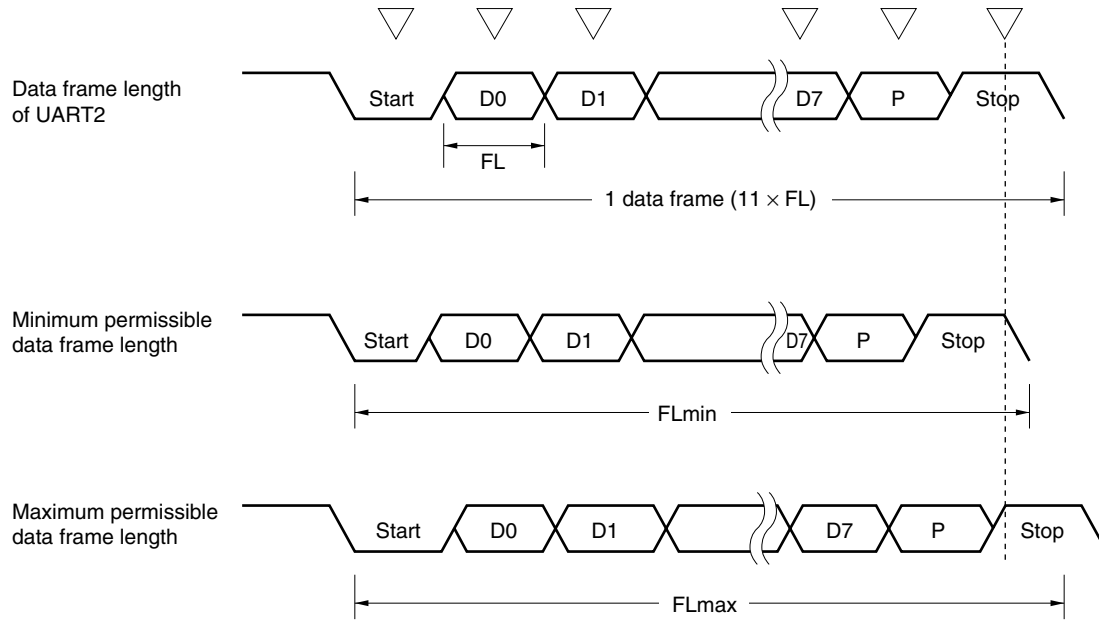 Data frame length
of UART2
Start D0 D1 D7 P Stop
FL
1 data frame (11 × FL)
Minimum permissible
data frame length
Start D0 D1 D7 P Stop
FLmin
Maximum permissible
data frame length
Start D0 D1 D7 P Stop
FLmax